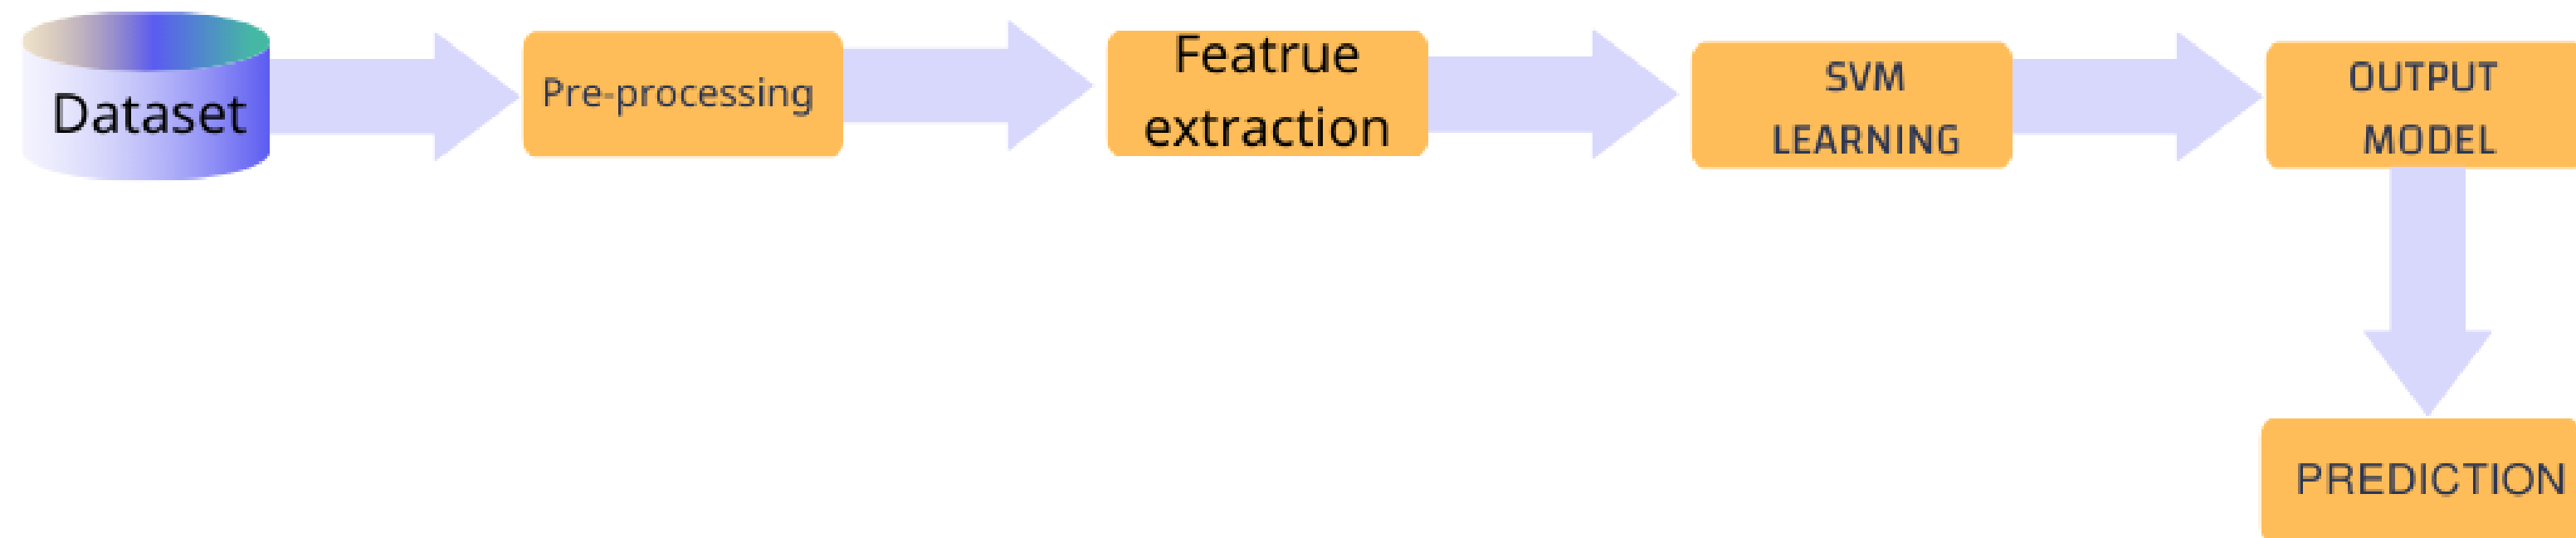 Dataset
Pre-processing
Featrue
extraction
SVM
LEARNING
OUTPUT
MODEL
PREDICTION